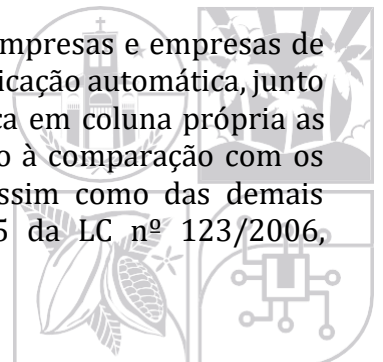 mpresas e empresas de
icação automática, junto
ca em coluna própria as
o à comparação com os
ssim como das demais
5 da LC nº 123/2006,